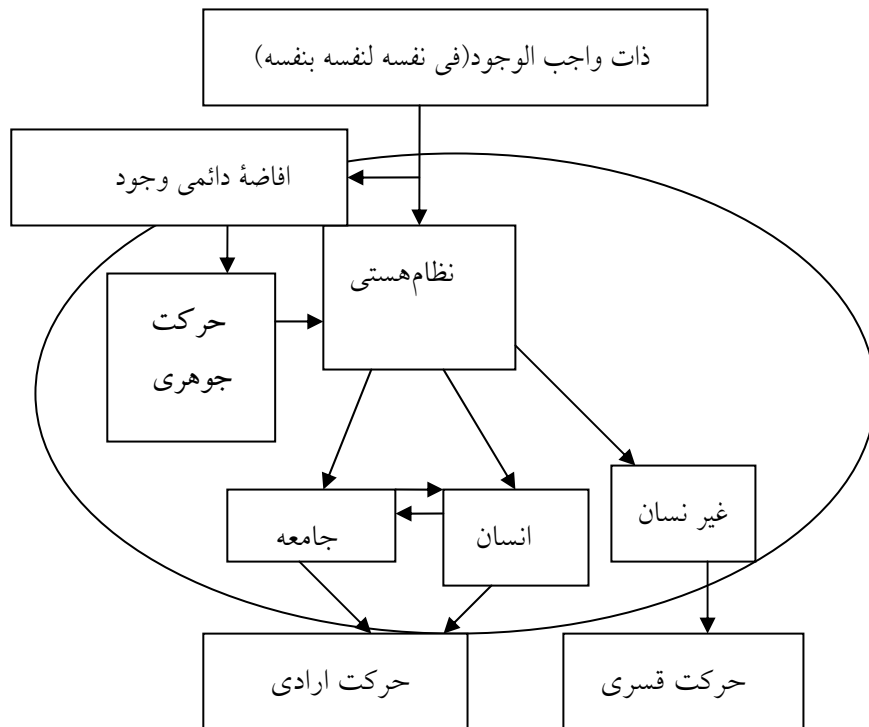 ذات واجب الوجود(فی نفسه لنفسه بنفسه)
افاضۀ دائمی وجود
نظام‌هستی
حرکت
جوهری
غیر نسان
انسان
جامعه
حرکت قسری
حرکت ارادی